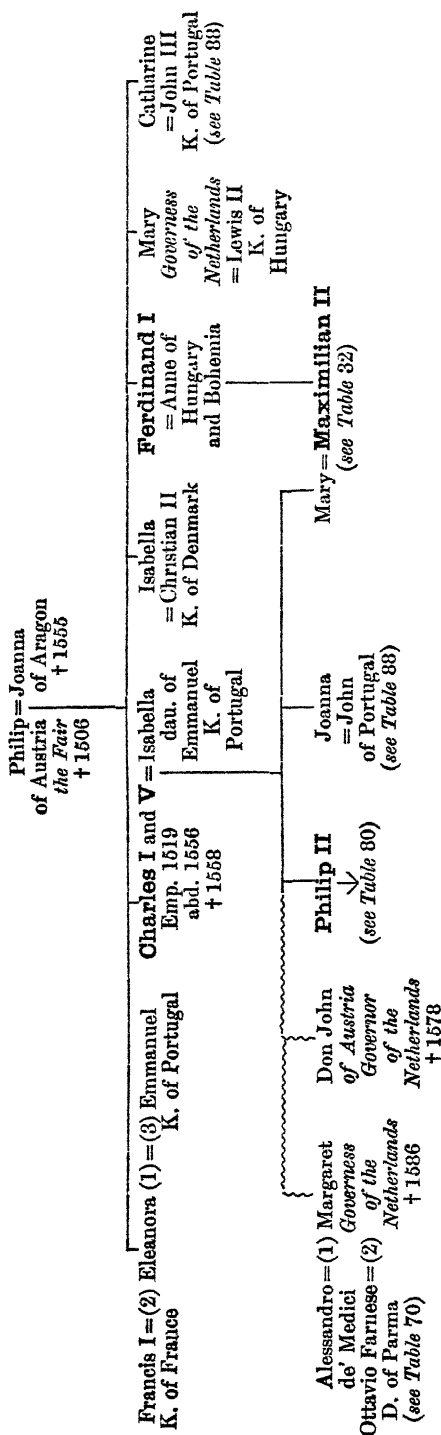 Philip=Joanna
of Austria of Aragon
the Fair †1555
†1506
Francis I=(2) Eleanora (1)=(3) Emmanuel
K. of France K. of Portugal
Charles I and V=Isabella
Emp. 1519 dau. of
abd. 1556 Emmanuel
†1558 K. of
Portugal
Isabella
=Christian II
K. of Denmark
Ferdinand I
=Anne of
Hungary
and Bohemia
Mary
Governess
of the
Netherlands
=Lewis II
K. of
Hungary
Catharine
=John III
K. of Portugal
(see Table 88)
Alessandro=(1) Margaret
de' Medici Governess
Ottavio Farnese=(2) of the
D. of Parma Netherlands
(see Table 70) †1586
Don John
of Austria
Governor
of the
Netherlands
†1578
Philip II
(see Table 80)
Joanna
=John
of Portugal
(see Table 88)
Mary=Maximilian II
(see Table 32)